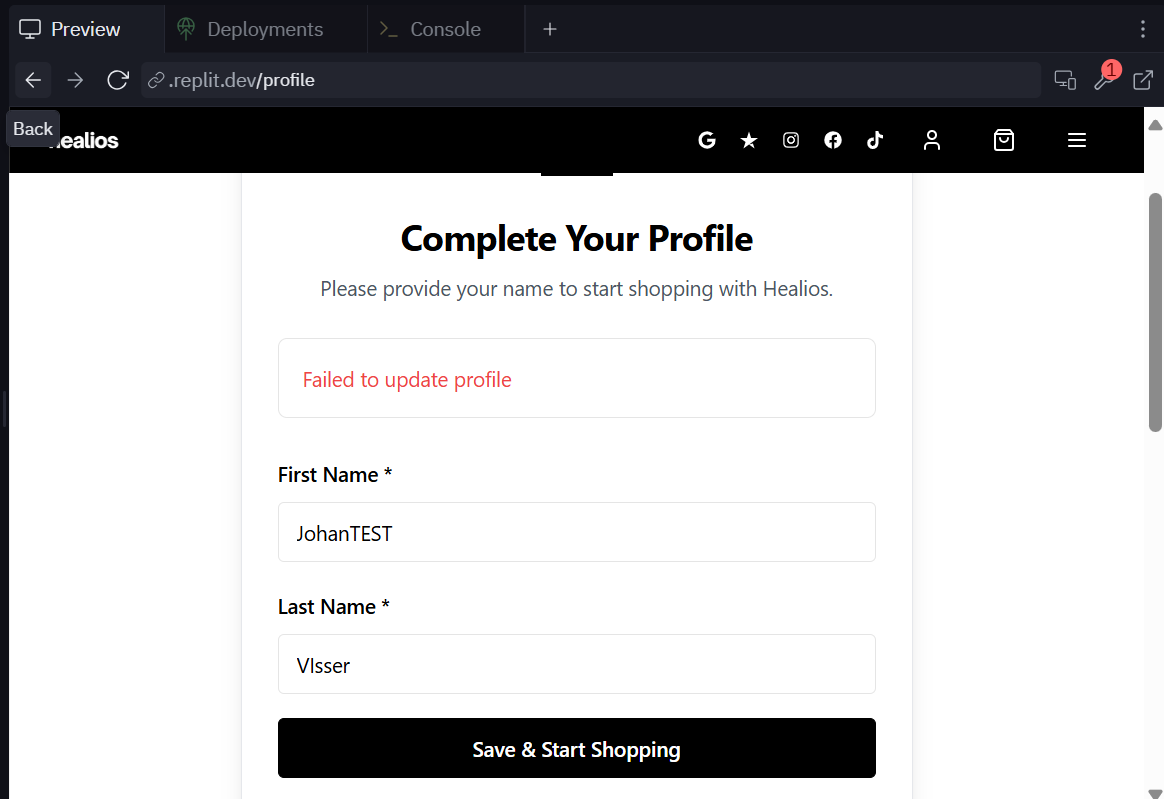 Preview
Deployments
Console
.replit.dev/profile
1
Back
Healios
Complete Your Profile
Please provide your name to start shopping with Healios.
Failed to update profile
First Name *
JohanTEST
Last Name *
VIsser
Save & Start Shopping